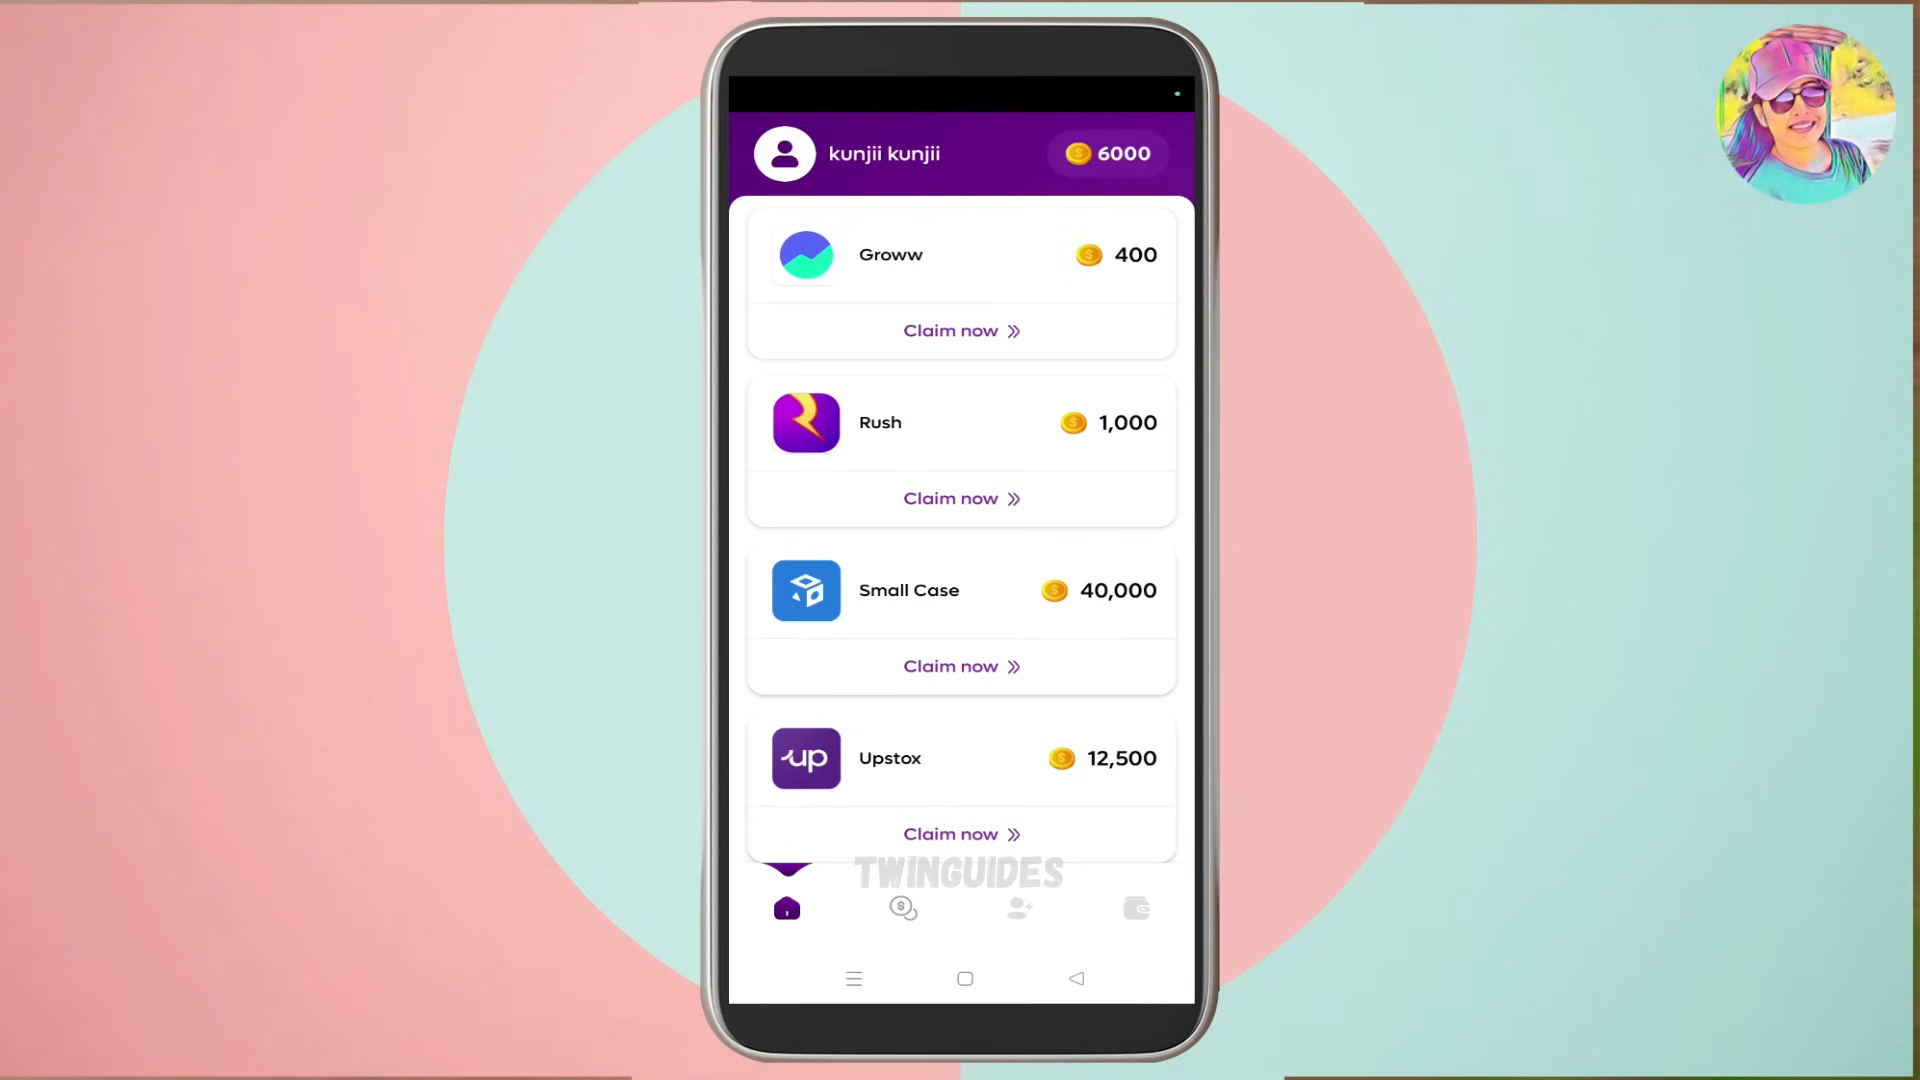 kunjii kunjii
6000
Groww
400
Claim now
Rush
1,000
Claim now
Small Case
40,000
Claim now
up
Upstox
12,500
Claim now
TWINGUIDES